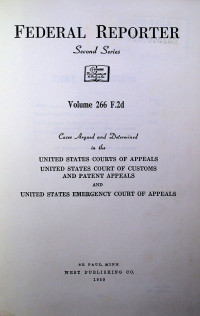 FEDERAL REPORTER
Second Series
Volume 266 F.2d
Cases Argued and Determined
in the
UNITED STATES COURTS OF APPEALS
UNITED STATES COURT OF CUSTOMS
AND PATENT APPEALS
AND
UNITED STATES EMERGENCY COURT OF APPEALS
ST. PAUL, MINN.
WEST PUBLISHING CO.
1959